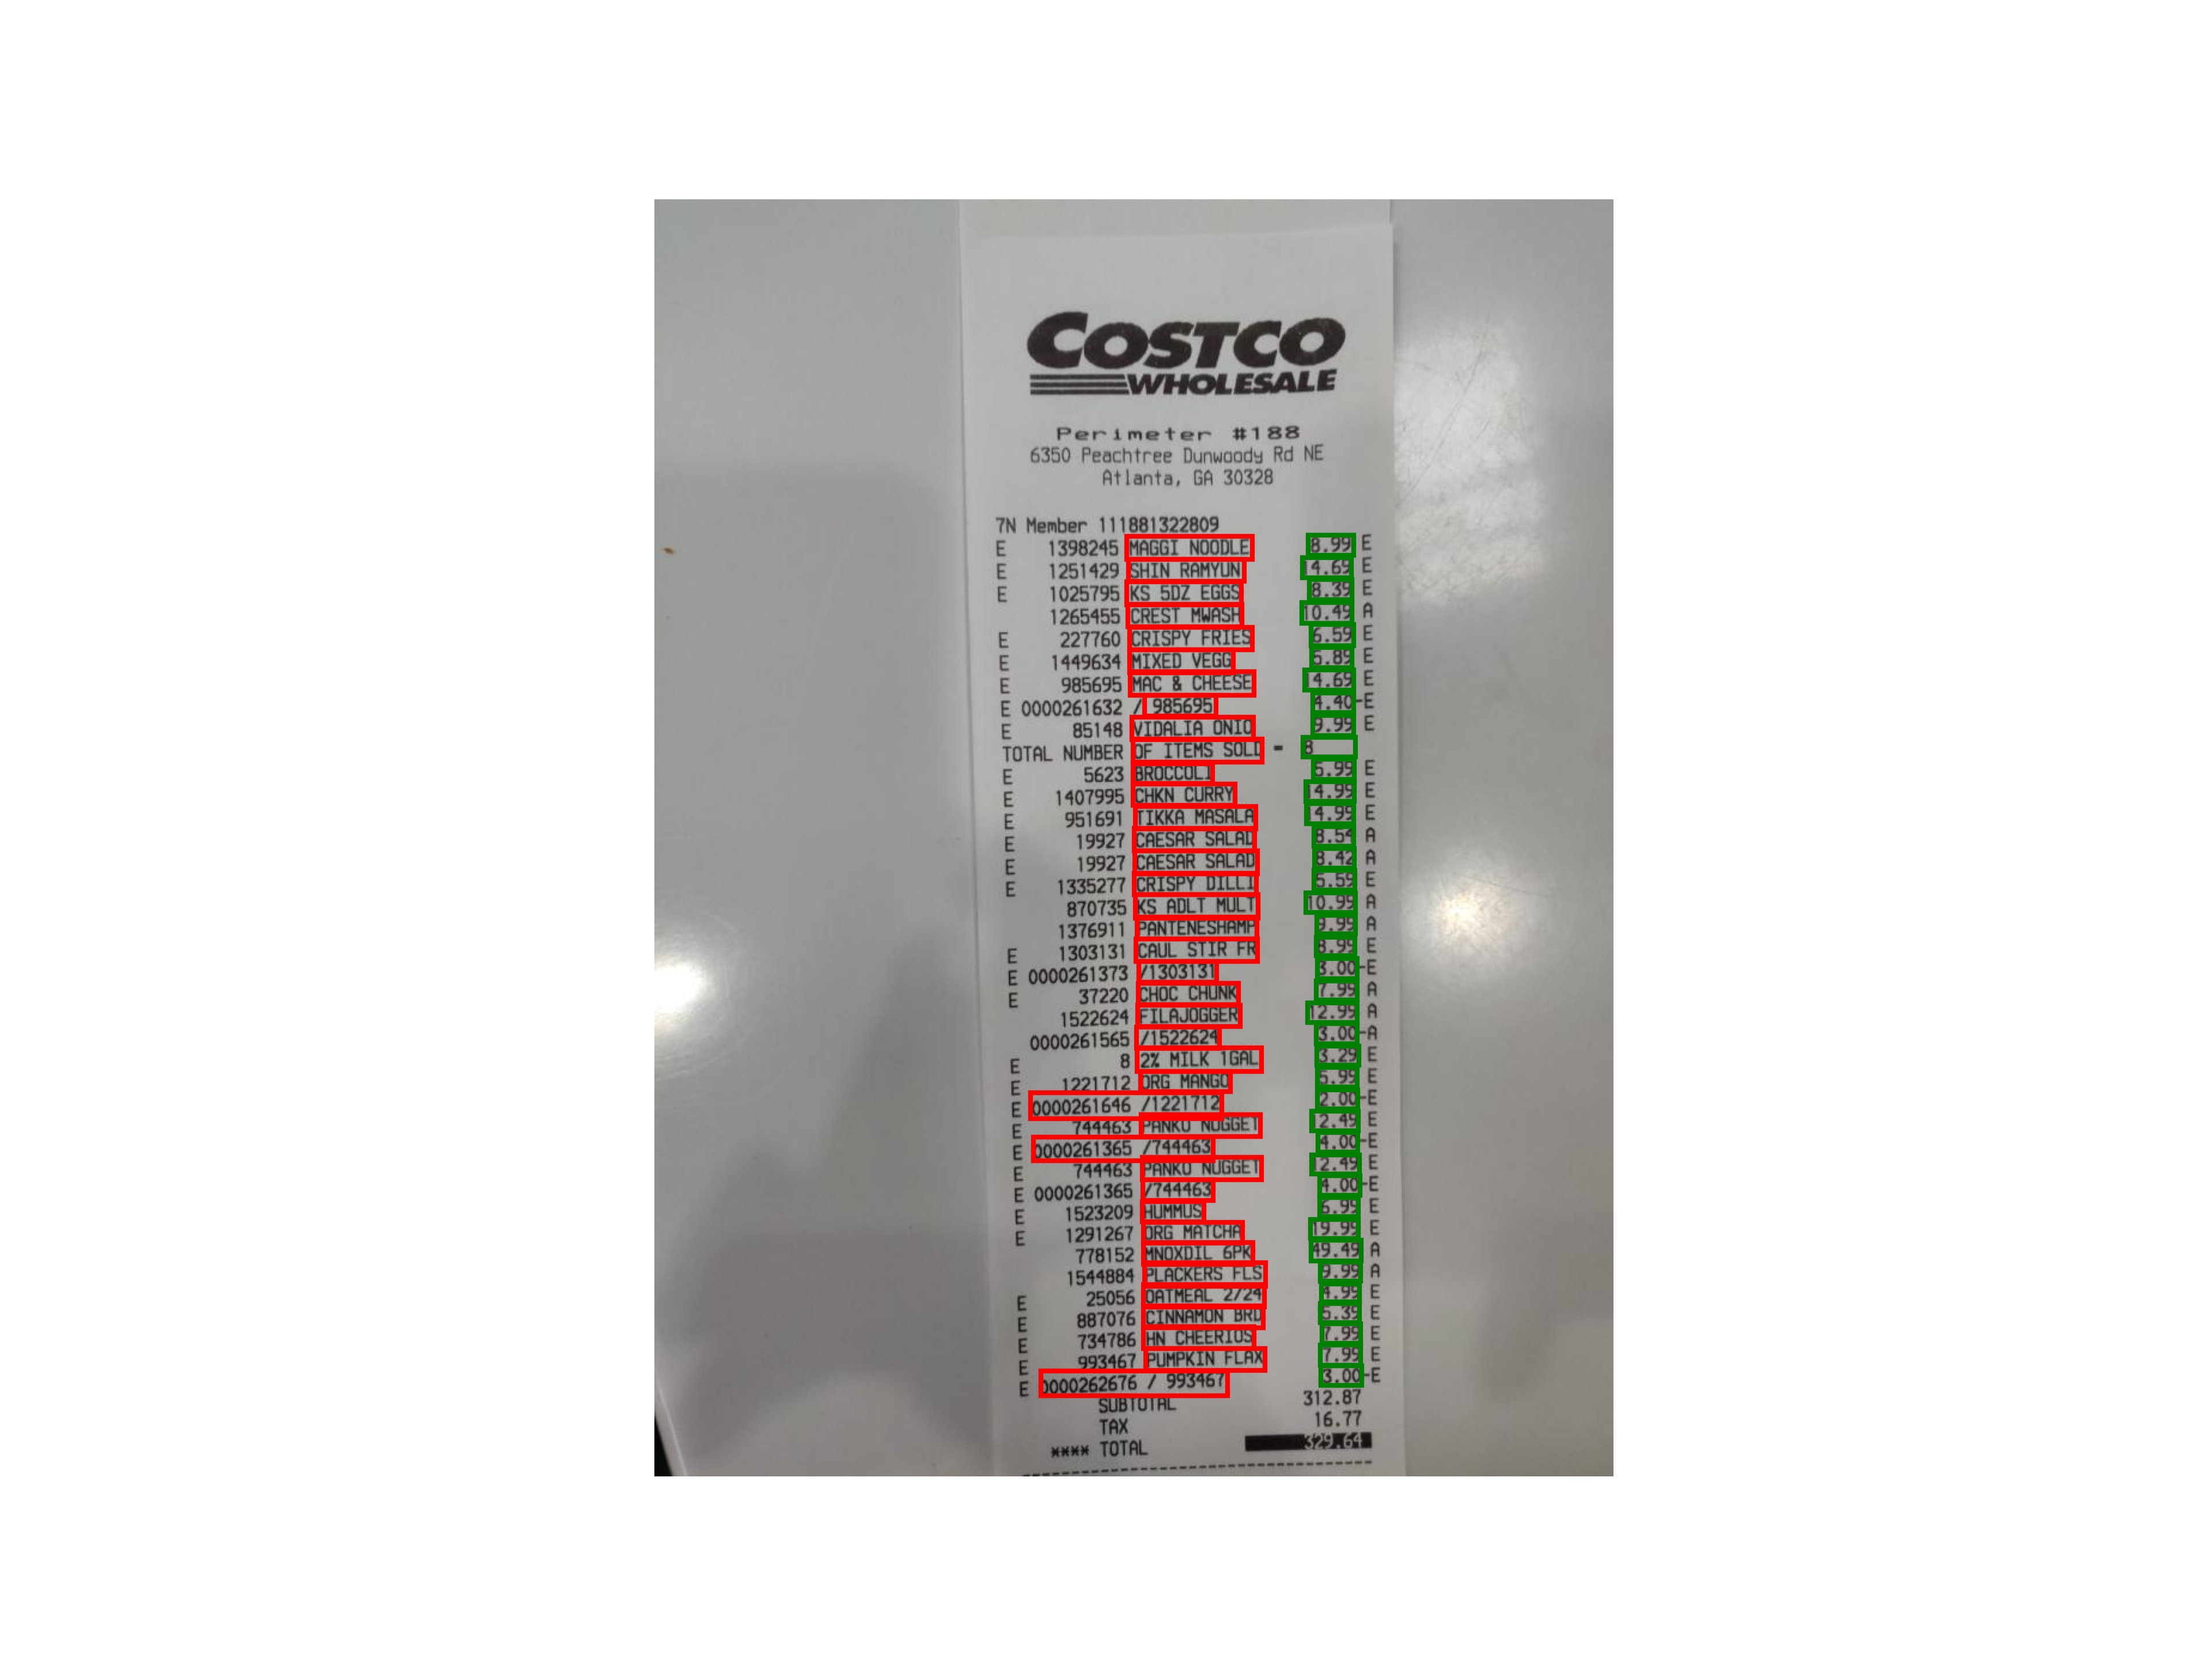 COSTCO
WHOLESALE
Perimeter #188
6350 Peachtree Dunwoody Rd NE
Atlanta, GA 30328
7N Member 111881322809
E 1398245 MAGGI NOODLE 8.99 E
E 1251429 SHIN RAMYUN 14.69 E
E 1025795 KS 5DZ EGGS 8.39 E
1265455 CREST MWASH 10.49 A
E 227760 CRISPY FRIES 6.59 E
E 1449634 MIXED VEGG 5.89 E
E 985695 MAC & CHEESE 14.69 E
E 0000261632 / 985695 4.40-E
E 85148 VIDALIA ONIO 9.99 E
TOTAL NUMBER OF ITEMS SOLD = 8
E 5623 BROCCOLI 5.99 E
E 1407995 CHKN CURRY 14.99 E
E 951691 TIKKA MASALA 14.99 E
E 19927 CAESAR SALAD 8.54 A
E 19927 CAESAR SALAD 8.42 A
E 1335277 CRISPY DILLI 5.59 E
870735 KS ADLT MULT 10.99 A
1376911 PANTENESHAMP 9.99 A
E 1303131 CAUL STIR FR 8.99 E
E 0000261373 /1303131 3.00-E
E 37220 CHOC CHUNK 7.99 A
1522624 FILAJOGGER 12.99 A
0000261565 /1522624 3.00-A
E 8 2% MILK 1GAL 3.29 E
E 1221712 ORG MANGO 5.99 E
E 0000261646 /1221712 2.00-E
E 744463 PANKO NUGGET 12.49 E
E 0000261365 /744463 4.00-E
E 744463 PANKO NUGGET 12.49 E
E 0000261365 /744463 4.00-E
E 1523209 HUMMUS 6.99 E
E 1291267 ORG MATCHA 19.99 E
778152 MNOXDIL 6PK 49.49 A
1544884 PLACKERS FLS 9.99 A
E 25056 OATMEAL 2/24 4.99 E
E 887076 CINNAMON BRD 5.39 E
E 734786 HN CHEERIOS 7.99 E
E 993467 PUMPKIN FLAX 7.99 E
E 0000262676 / 993467 3.00-E
SUBTOTAL 312.87
TAX 16.77
**** TOTAL 329.64